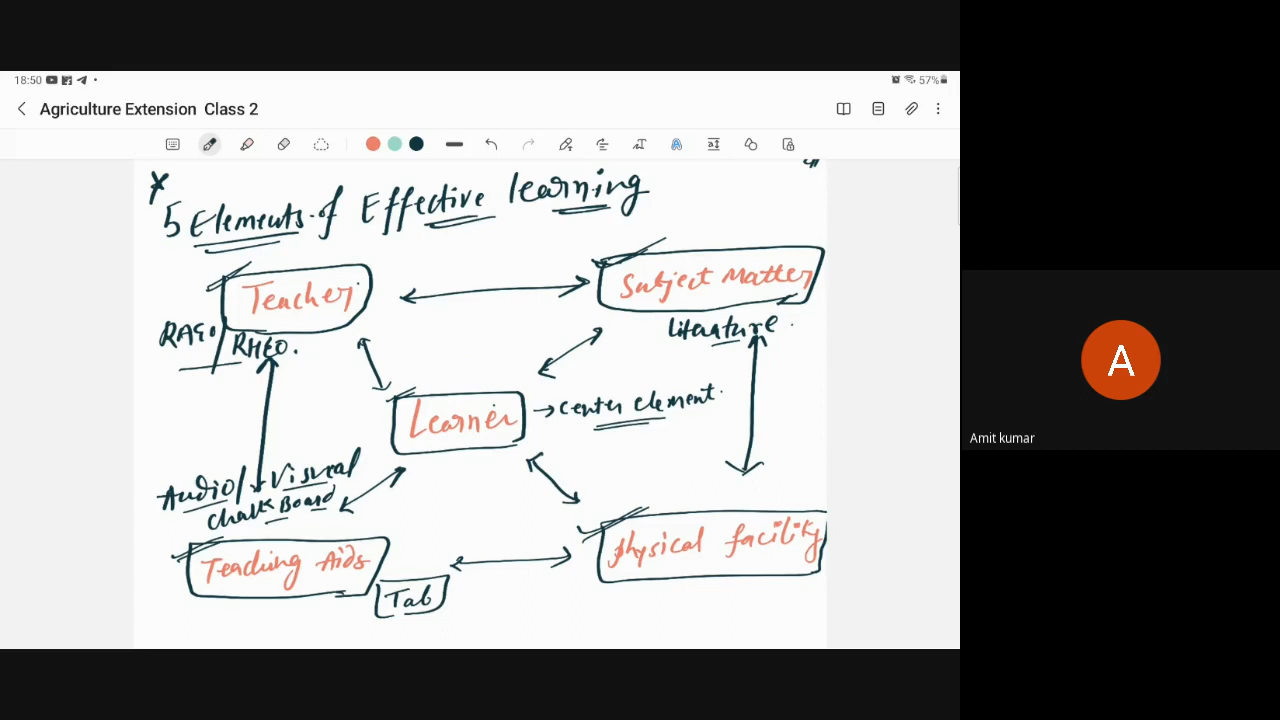 18:50
57%
Agriculture Extension Class 2
5 Elements of Effective learning
Teacher
Subject Matter
RAEO/RHEO.
Literature.
Learner
→ center element.
Audio/Visual
Chalk Board
Teaching Aids
Physical facility
Tab
A
Amit kumar